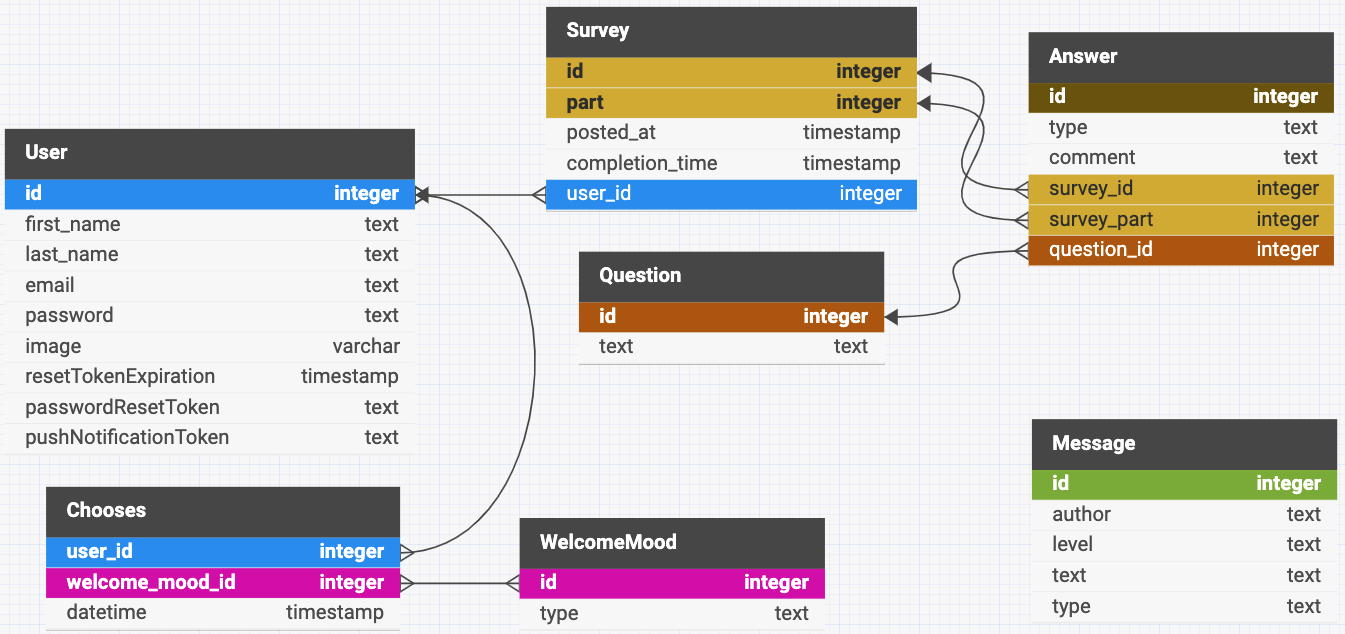 Survey
id integer
part integer
posted_at timestamp
completion_time timestamp
user_id integer
Answer
id integer
type text
comment text
survey_id integer
survey_part integer
question_id integer
User
id integer
first_name text
last_name text
email text
password text
image varchar
resetTokenExpiration timestamp
passwordResetToken text
pushNotificationToken text
Question
id integer
text text
Message
id integer
author text
level text
text text
type text
Chooses
user_id integer
welcome_mood_id integer
datetime timestamp
WelcomeMood
id integer
type text